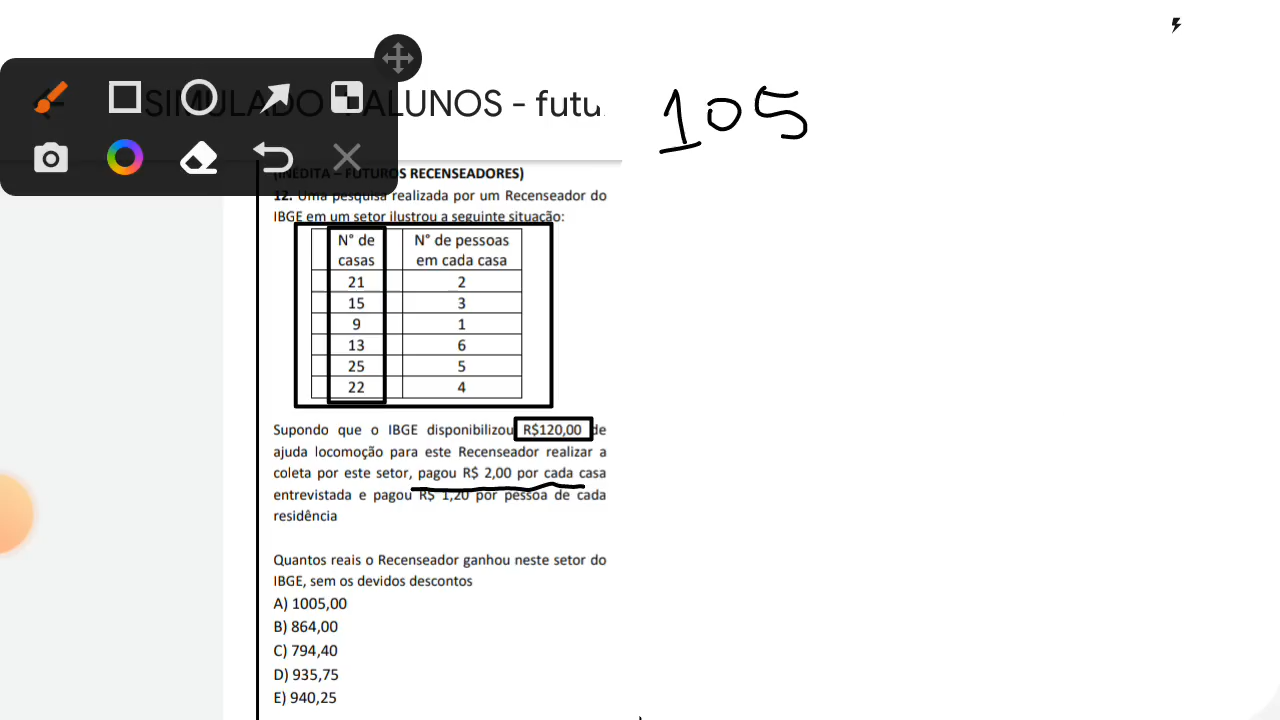 SIMULADO - ALUNOS - futu
105
(INÉDITA – FUTUROS RECENSEADORES)
12. Uma pesquisa realizada por um Recenseador do
IBGE em um setor ilustrou a seguinte situação:
N° de casas N° de pessoas em cada casa
21 2
15 3
9 1
13 6
25 5
22 4
Supondo que o IBGE disponibilizou R$120,00 de
ajuda locomoção para este Recenseador realizar a
coleta por este setor, pagou R$ 2,00 por cada casa
entrevistada e pagou R$ 1,20 por pessoa de cada
residência
Quantos reais o Recenseador ganhou neste setor do
IBGE, sem os devidos descontos
A) 1005,00
B) 864,00
C) 794,40
D) 935,75
E) 940,25